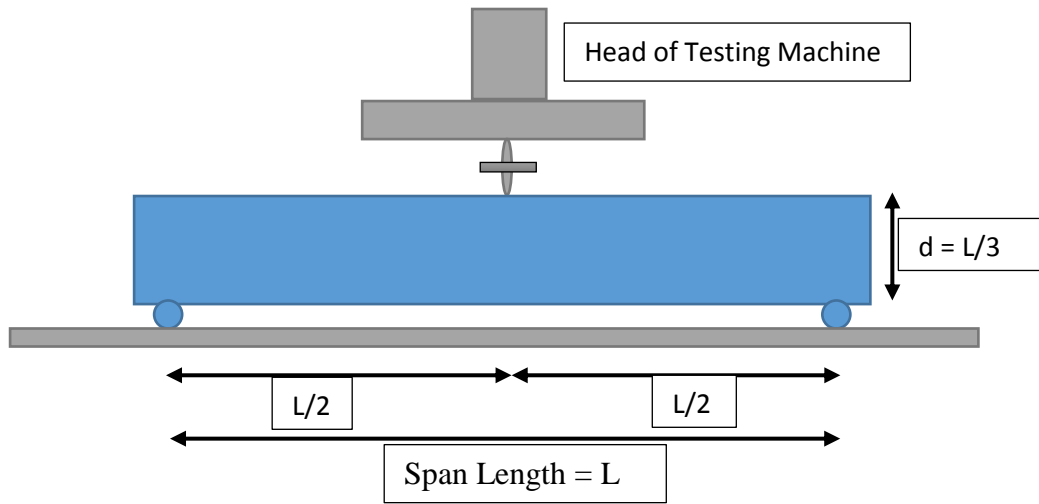 Head of Testing Machine
d = L/3
L/2
L/2
Span Length = L